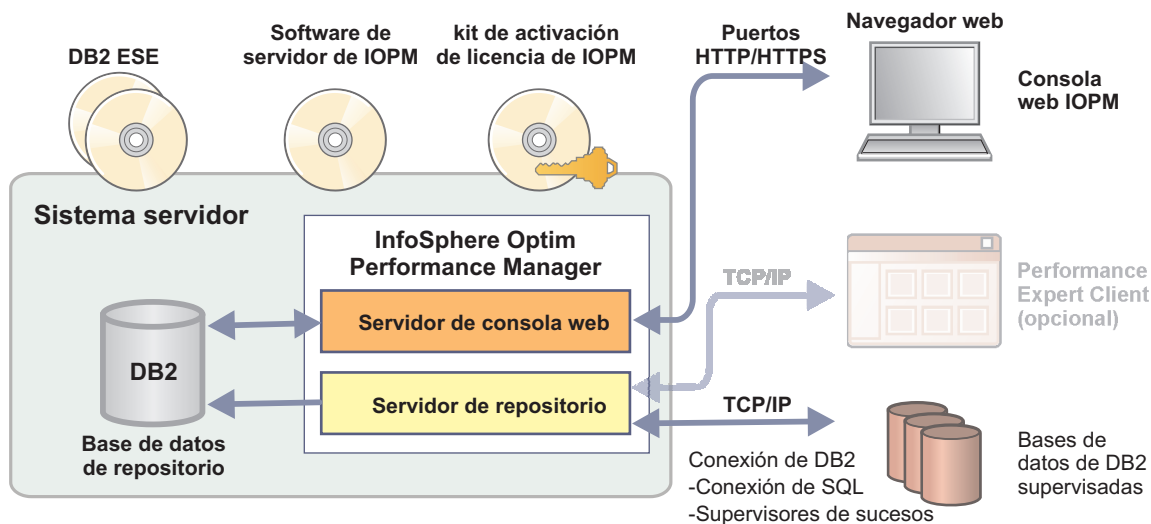 DB2 ESE
Software de
servidor de IOPM
kit de activación
de licencia de IOPM
Puertos
HTTP/HTTPS
Navegador web
Consola
web IOPM
Sistema servidor
InfoSphere Optim
Performance Manager
Servidor de consola web
Servidor de repositorio
DB2
Base de datos
de repositorio
TCP/IP
Performance
Expert Client
(opcional)
TCP/IP
Conexión de DB2
-Conexión de SQL
-Supervisores de sucesos
Bases de
datos de DB2
supervisadas